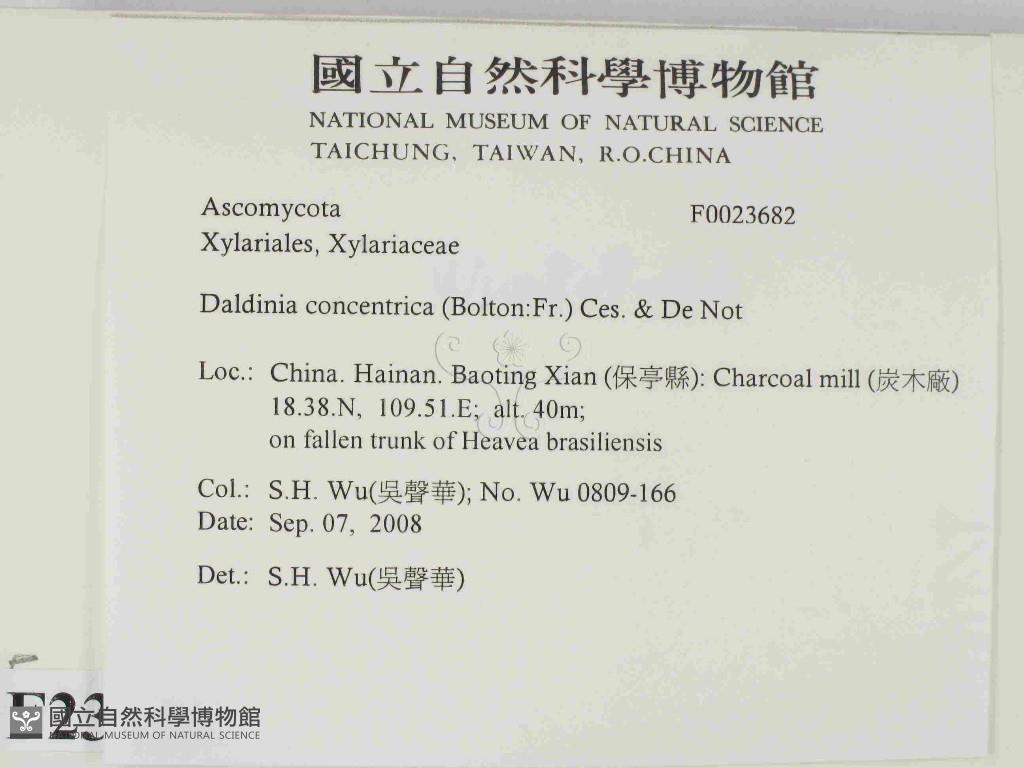 國立自然科學博物館
NATIONAL MUSEUM OF NATURAL SCIENCE
TAICHUNG, TAIWAN, R.O.CHINA
Ascomycota F0023682
Xylariales, Xylariaceae
Daldinia concentrica (Bolton:Fr.) Ces. & De Not
Loc.: China. Hainan. Baoting Xian (保亭縣): Charcoal mill (炭木廠)
18.38.N, 109.51.E; alt. 40m;
on fallen trunk of Heavea brasiliensis
Col.: S.H. Wu(吳聲華); No. Wu 0809-166
Date: Sep. 07, 2008
Det.: S.H. Wu(吳聲華)
F23
國立自然科學博物館
NATIONAL MUSEUM OF NATURAL SCIENCE